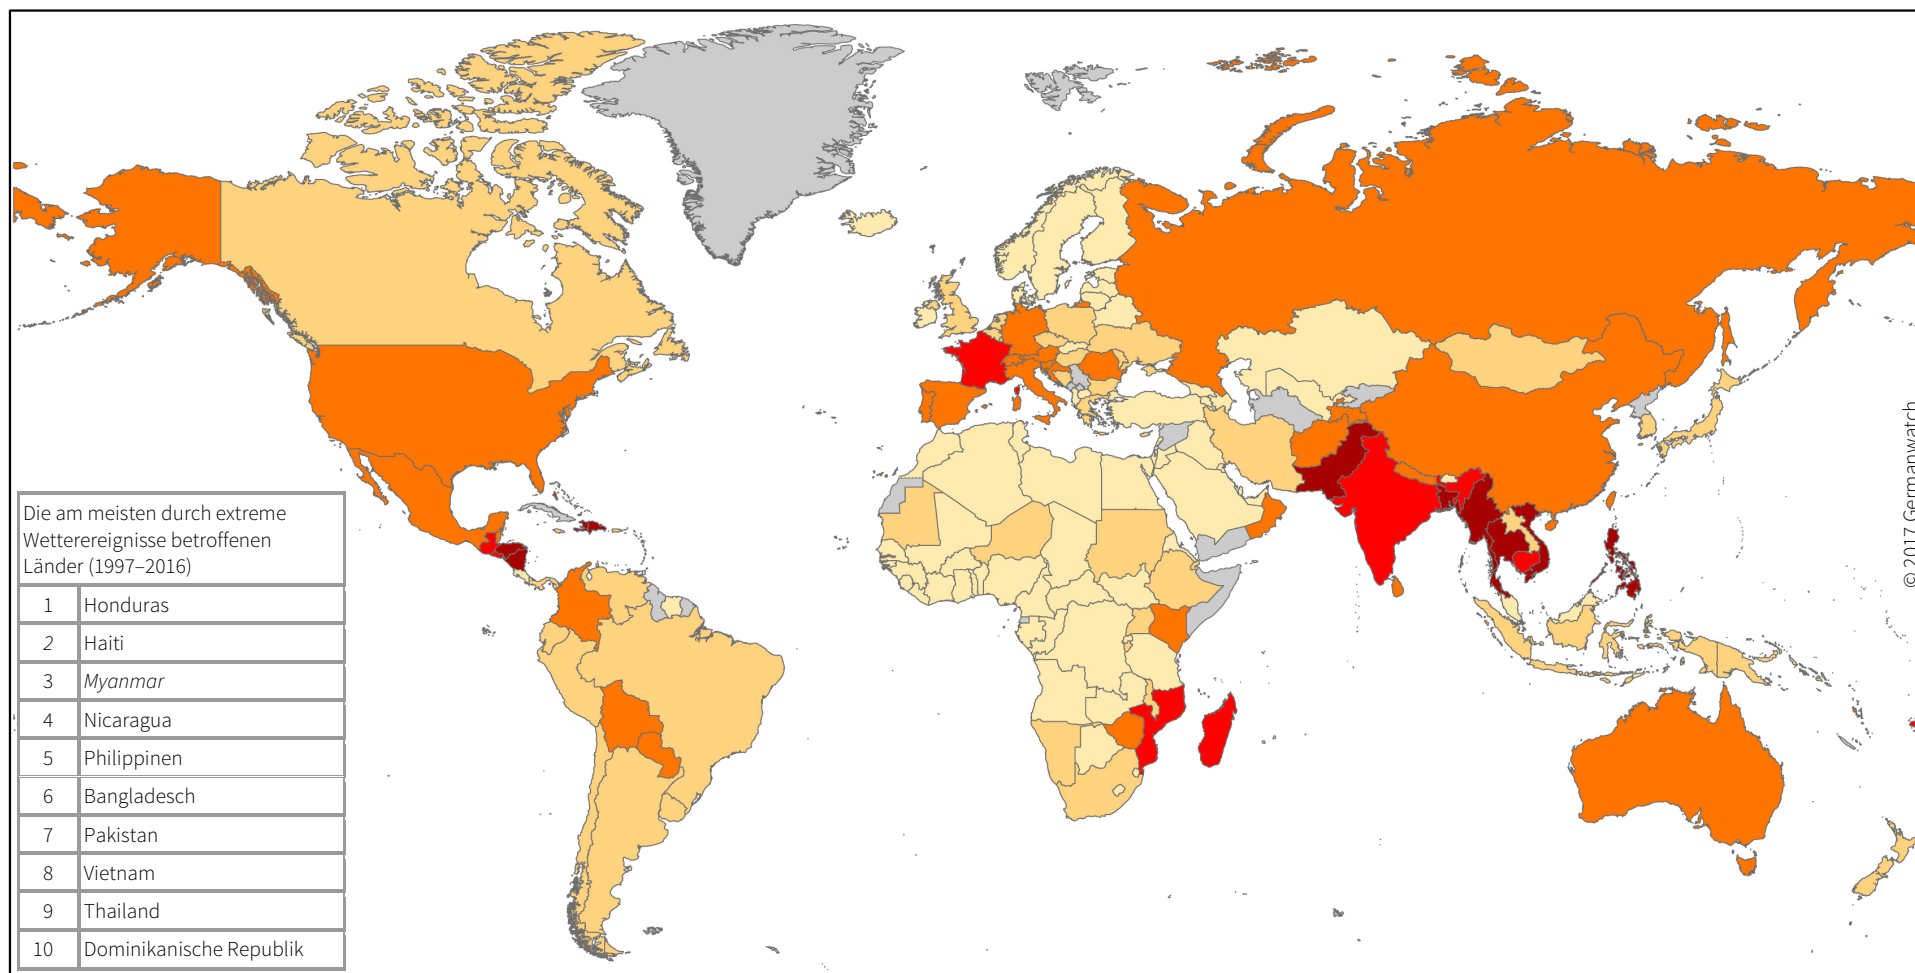 Die am meisten durch extreme
Wetterereignisse betroffenen
Länder (1997–2016)
1 Honduras
2 Haiti
3 Myanmar
4 Nicaragua
5 Philippinen
6 Bangladesch
7 Pakistan
8 Vietnam
9 Thailand
10 Dominikanische Republik
© 2017 Germanwatch